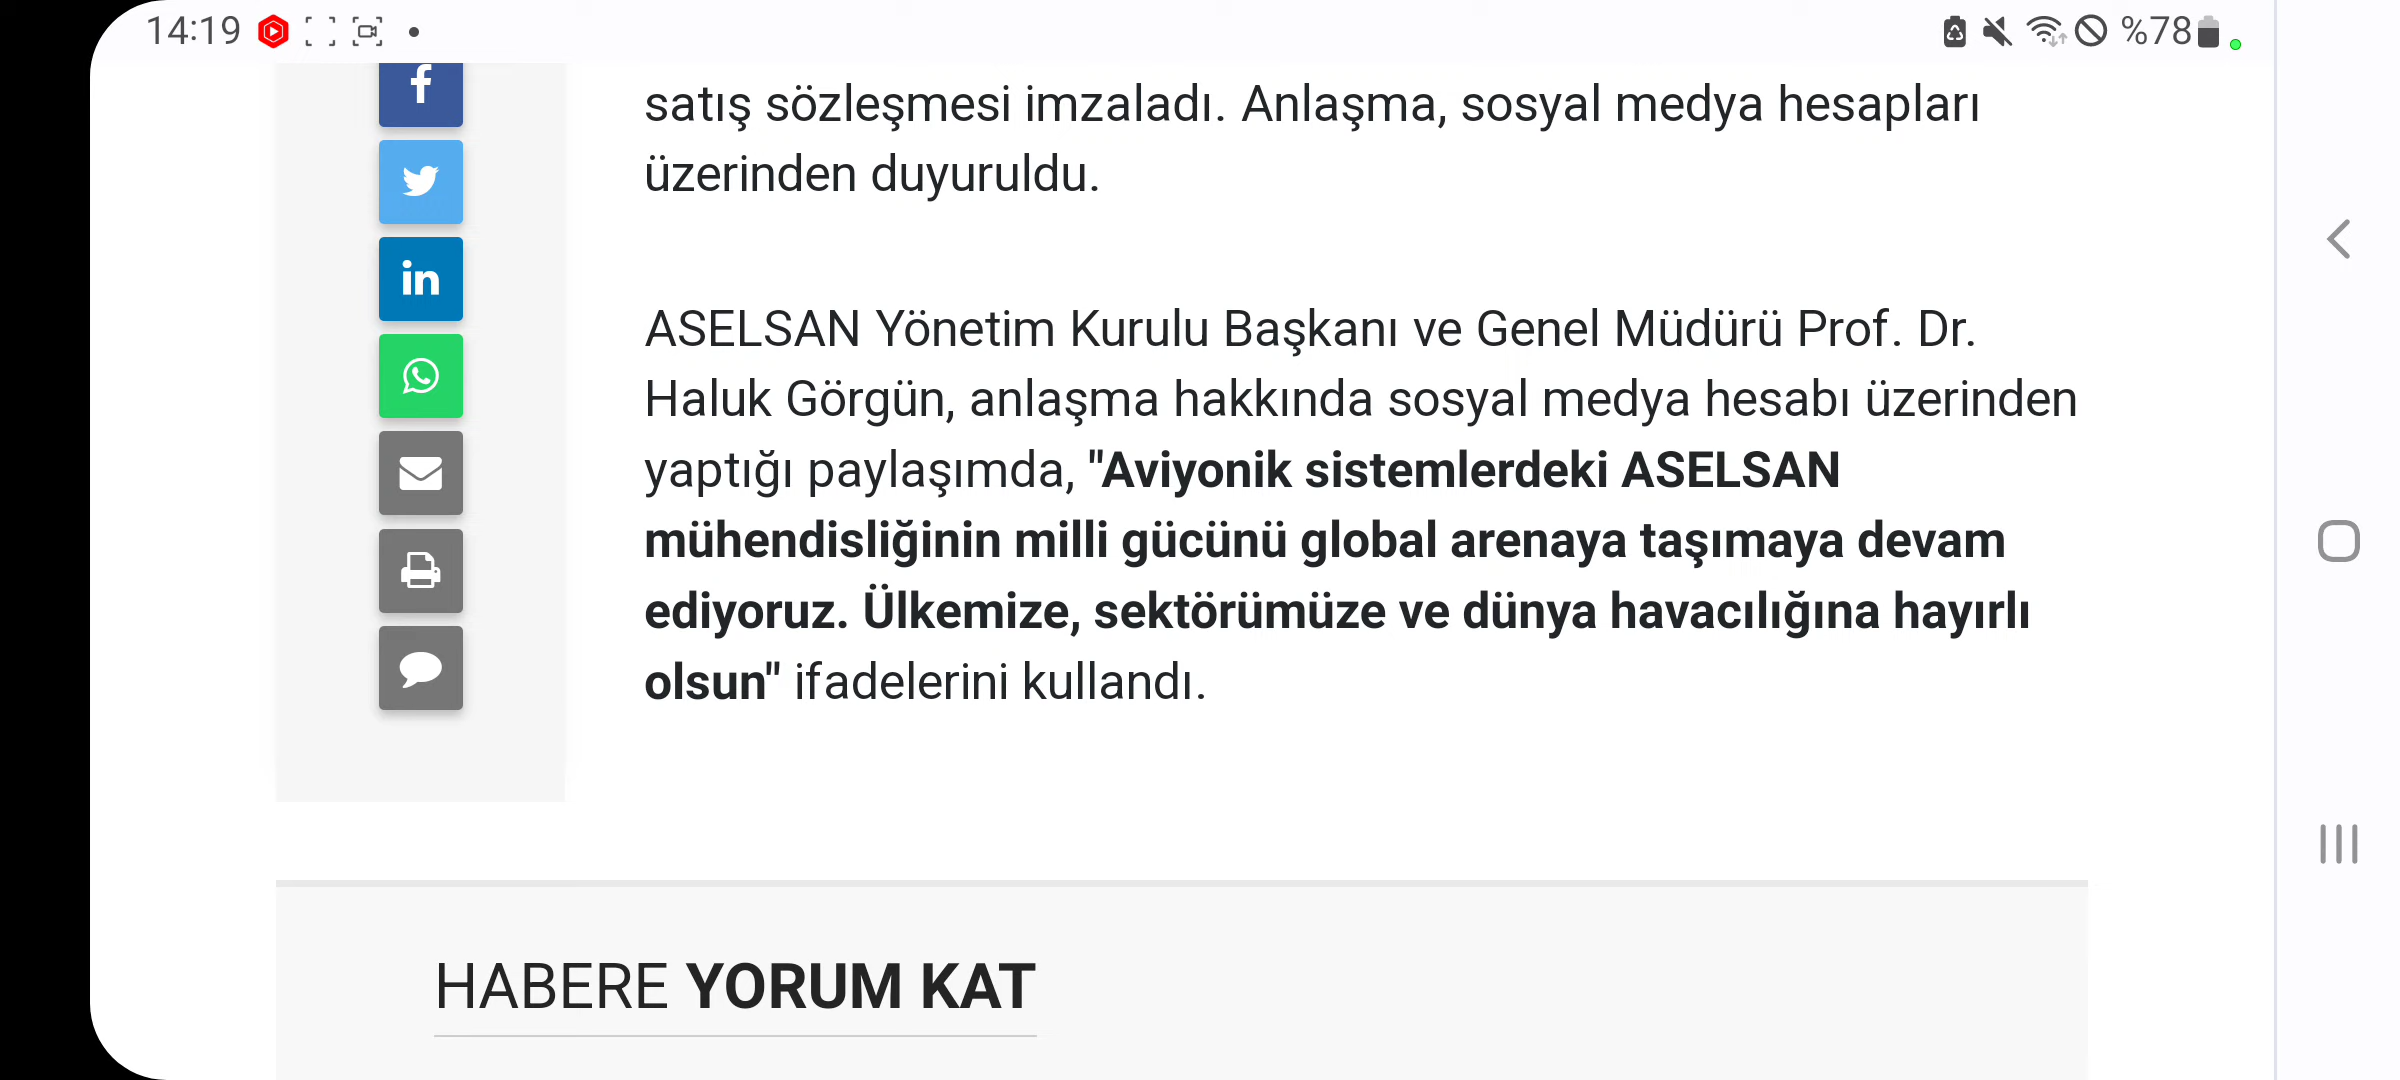 14:19
%78
satış sözleşmesi imzaladı. Anlaşma, sosyal medya hesapları
üzerinden duyuruldu.
ASELSAN Yönetim Kurulu Başkanı ve Genel Müdürü Prof. Dr.
Haluk Görgün, anlaşma hakkında sosyal medya hesabı üzerinden
yaptığı paylaşımda, "Aviyonik sistemlerdeki ASELSAN
mühendisliğinin milli gücünü global arenaya taşımaya devam
ediyoruz. Ülkemize, sektörümüze ve dünya havacılığına hayırlı
olsun" ifadelerini kullandı.
HABERE YORUM KAT